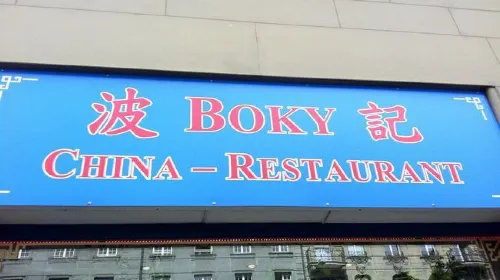 波 BOKY 記
CHINA – RESTAURANT